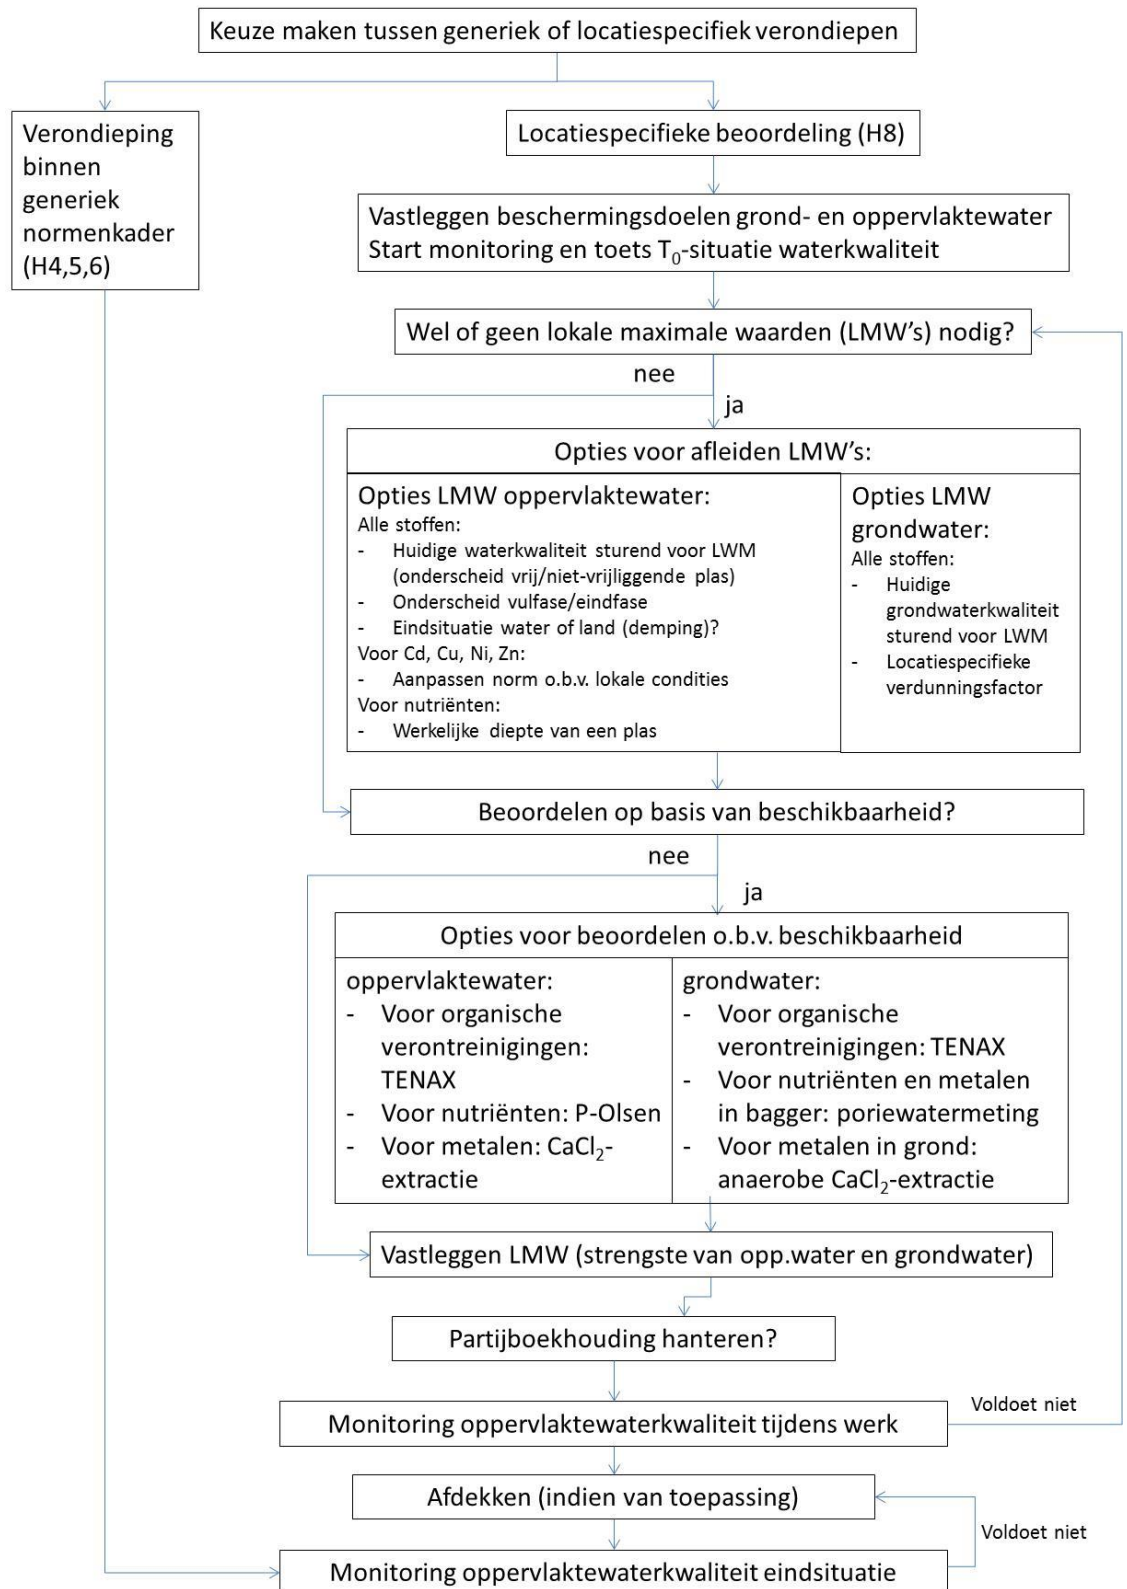 Keuze maken tussen generiek of locatiespecifiek verondiepen
Verondieping
binnen
generiek
normenkader
(H4,5,6)
Locatiespecifieke beoordeling (H8)
Vastleggen beschermingsdoelen grond- en oppervlaktewater
Start monitoring en toets T₀-situatie waterkwaliteit
Wel of geen lokale maximale waarden (LMW’s) nodig?
nee
ja
Opties voor afleiden LMW’s:
Opties LMW oppervlaktewater:
Alle stoffen:
- Huidige waterkwaliteit sturend voor LWM
(onderscheid vrij/niet-vrijliggende plas)
- Onderscheid vulfase/eindfase
- Eindsituatie water of land (demping)?
Voor Cd, Cu, Ni, Zn:
- Aanpassen norm o.b.v. lokale condities
Voor nutriënten:
- Werkelijke diepte van een plas
Opties LMW
grondwater:
Alle stoffen:
- Huidige
grondwaterkwaliteit
sturend voor LWM
- Locatiespecifieke
verdunningsfactor
Beoordelen op basis van beschikbaarheid?
nee
ja
Opties voor beoordelen o.b.v. beschikbaarheid
oppervlaktewater:
- Voor organische
verontreinigingen:
TENAX
- Voor nutriënten: P-Olsen
- Voor metalen: CaCl₂-
extractie
grondwater:
- Voor organische
verontreinigingen: TENAX
- Voor nutriënten en metalen
in bagger: poriewatermeting
- Voor metalen in grond:
anaerobe CaCl₂-extractie
Vastleggen LMW (strengste van opp.water en grondwater)
Partijboekhouding hanteren?
Monitoring oppervlaktewaterkwaliteit tijdens werk
Voldoet niet
Afdekken (indien van toepassing)
Voldoet niet
Monitoring oppervlaktewaterkwaliteit eindsituatie